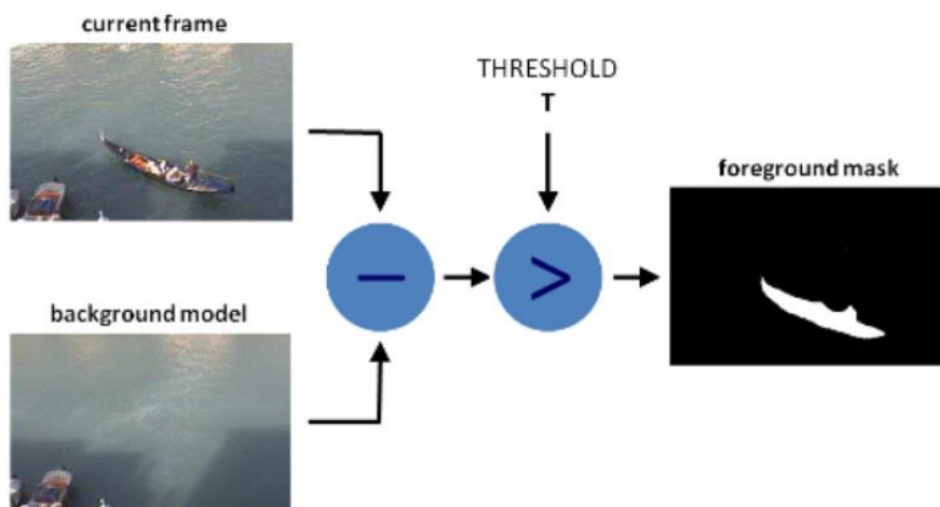 current frame
THRESHOLD
T
foreground mask
background model